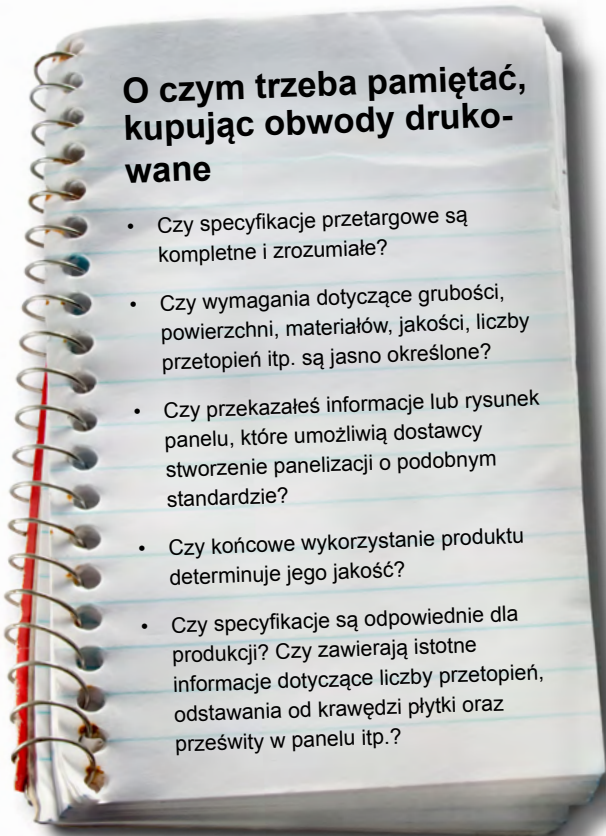 O czym trzeba pamiętać,
kupując obwody druko-
wane
• Czy specyfikacje przetargowe są
kompletne i zrozumiałe?
• Czy wymagania dotyczące grubości,
powierzchni, materiałów, jakości, liczby
przetopień itp. są jasno określone?
• Czy przekazałeś informacje lub rysunek
panelu, które umożliwią dostawcy
stworzenie panelizacji o podobnym
standardzie?
• Czy końcowe wykorzystanie produktu
determinuje jego jakość?
• Czy specyfikacje są odpowiednie dla
produkcji? Czy zawierają istotne
informacje dotyczące liczby przetopień,
odstawania od krawędzi płytki oraz
prześwity w panelu itp.?